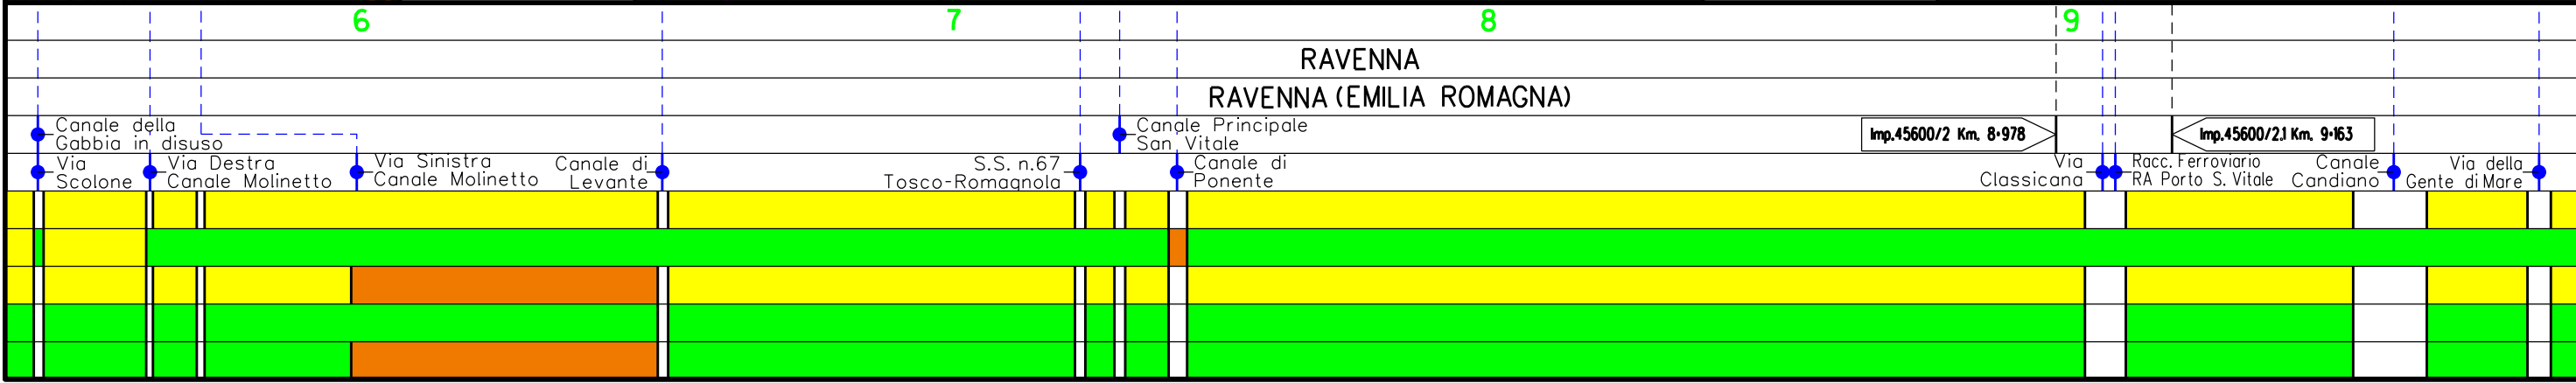 6 7 8 9
RAVENNA
RAVENNA (EMILIA ROMAGNA)
Canale della
Gabbia in disuso
Canale Principale
San Vitale
Imp.45600/2 Km. 8+978
Imp.45600/2.1 Km. 9+163
Via
Scolone
Via Destra
Canale Molinetto
Via Sinistra
Canale Molinetto
Canale di
Levante
S.S. n.67
Tosco-Romagnola
Canale di
Ponente
Via
Classicana
Racc. Ferroviario
RA Porto S. Vitale
Canale
Candiano
Via della
Gente di Mare